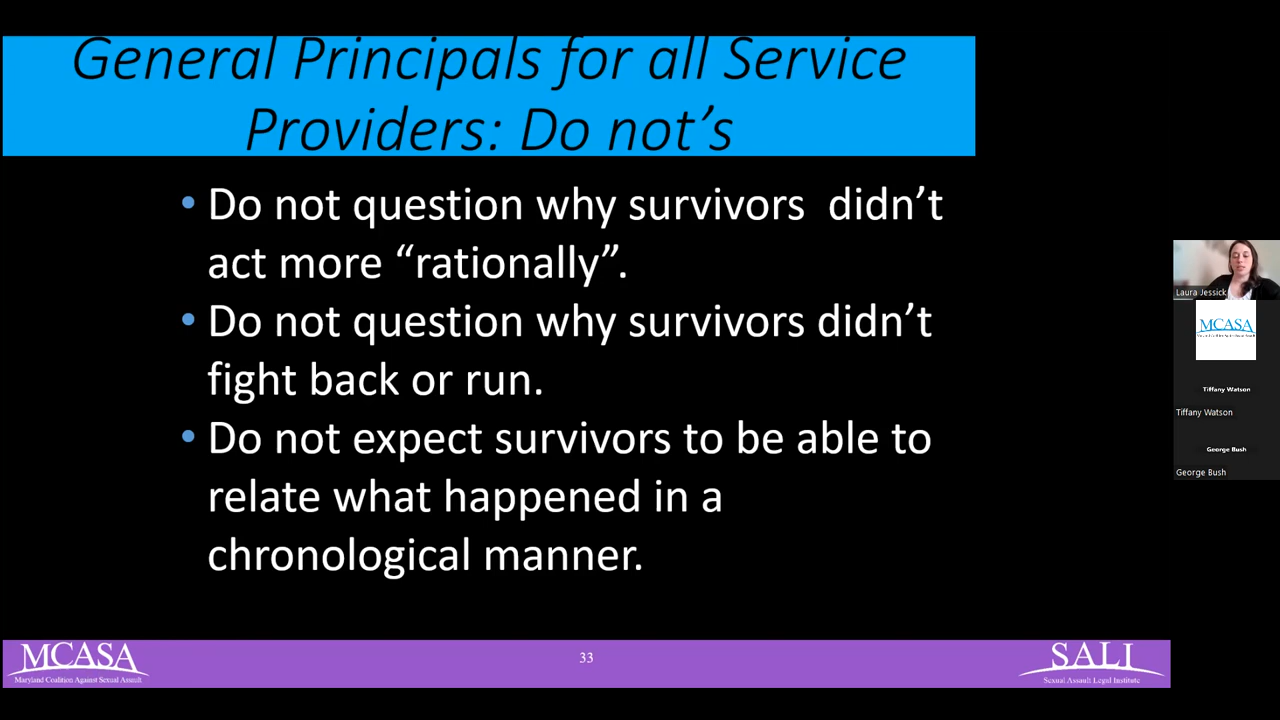 General Principals for all Service
Providers: Do not's
• Do not question why survivors didn't
act more “rationally”.
• Do not question why survivors didn't
fight back or run.
• Do not expect survivors to be able to
relate what happened in a
chronological manner.
MCASA
Maryland Coalition Against Sexual Assault
33
SALI
Sexual Assault Legal Institute
Laura Jessick
MCASA
Tiffany Watson
Tiffany Watson
George Bush
George Bush